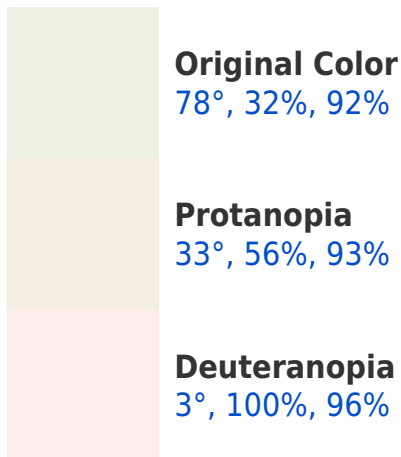 Original Color
78°, 32%, 92%
Protanopia
33°, 56%, 93%
Deuteranopia
3°, 100%, 96%